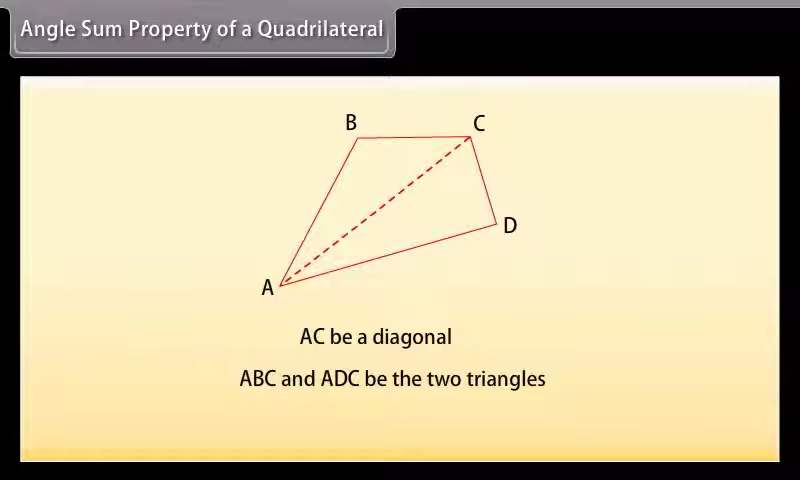 Angle Sum Property of a Quadrilateral
B
C
D
A
AC be a diagonal
ABC and ADC be the two triangles